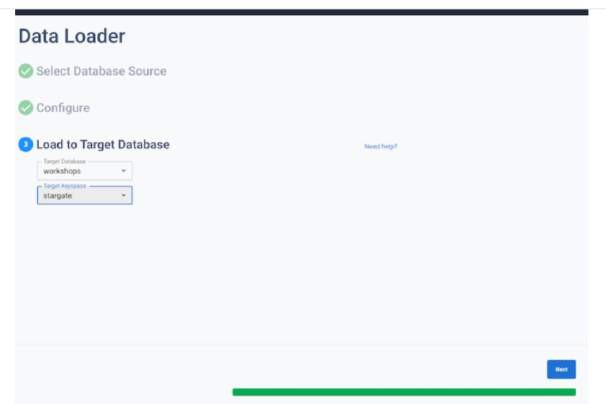 Data Loader
Select Database Source
Configure
3 Load to Target Database
Need help?
Target Database
workshops
Target Keyspace
stargate
Next